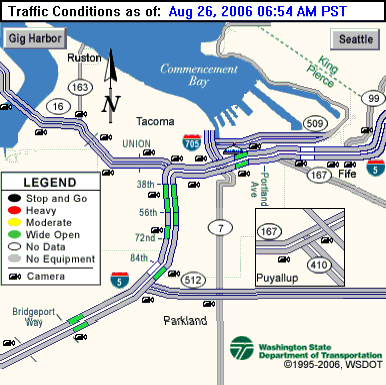 Traffic Conditions as of: Aug 26, 2006 06:54 AM PST
Gig Harbor
Seattle
Ruston
Commencement
Bay
King
Pierce
163
16
N
Tacoma
99
509
UNION
705
5
Fife
167
LEGEND
Stop and Go
Heavy
Moderate
Wide Open
No Data
No Equipment
Camera
38th
56th
72nd
84th
Portland
Ave
7
167
410
Puyallup
5
512
Bridgeport
Way
Parkland
Washington State
Department of Transportation
©1995-2006, WSDOT